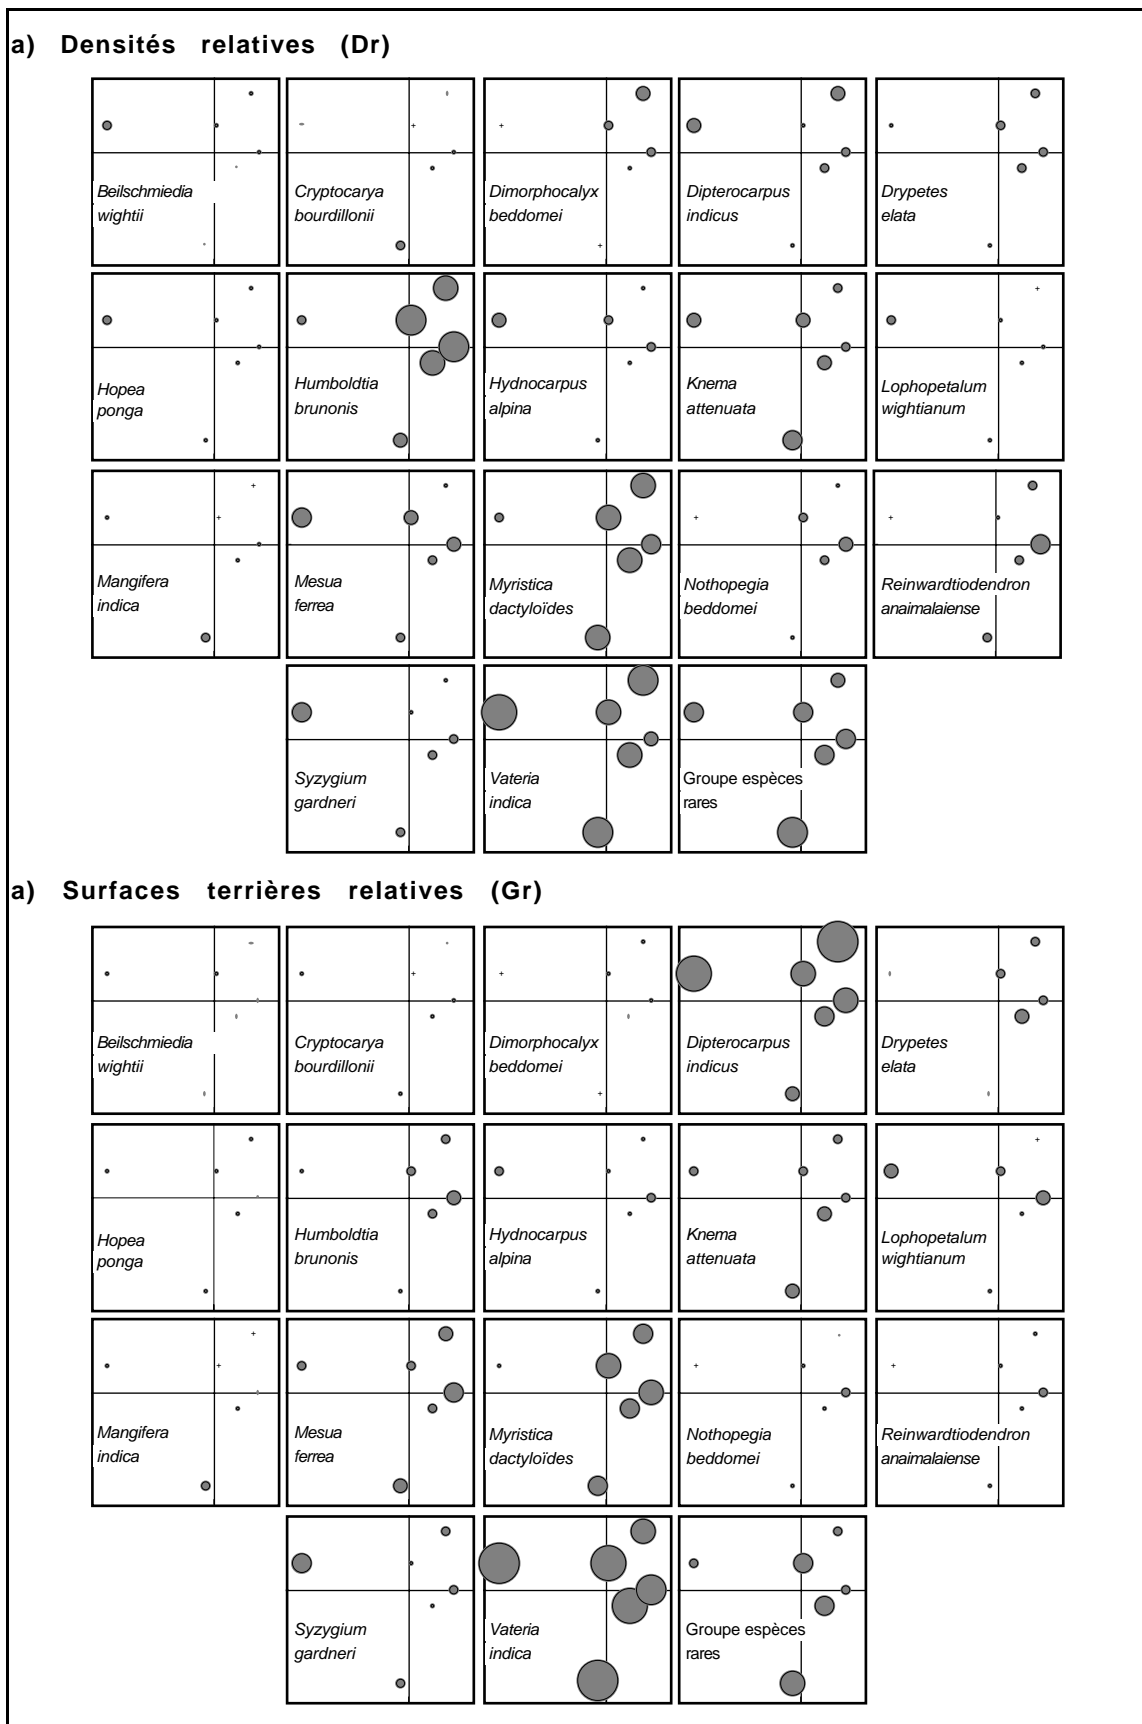 a) Densités relatives (Dr)
Beilschmiedia
wightii
Cryptocarya
bourdillonii
Dimorphocalyx
beddomei
Dipterocarpus
indicus
Drypetes
elata
Hopea
ponga
Humboldtia
brunonis
Hydnocarpus
alpina
Knema
attenuata
Lophopetalum
wightianum
Mangifera
indica
Mesua
ferrea
Myristica
dactyloïdes
Nothopegia
beddomei
Reinwardtiodendron
anaimalaiense
Syzygium
gardneri
Vateria
indica
Groupe espèces
rares
a) Surfaces terrières relatives (Gr)
Beilschmiedia
wightii
Cryptocarya
bourdillonii
Dimorphocalyx
beddomei
Dipterocarpus
indicus
Drypetes
elata
Hopea
ponga
Humboldtia
brunonis
Hydnocarpus
alpina
Knema
attenuata
Lophopetalum
wightianum
Mangifera
indica
Mesua
ferrea
Myristica
dactyloïdes
Nothopegia
beddomei
Reinwardtiodendron
anaimalaiense
Syzygium
gardneri
Vateria
indica
Groupe espèces
rares